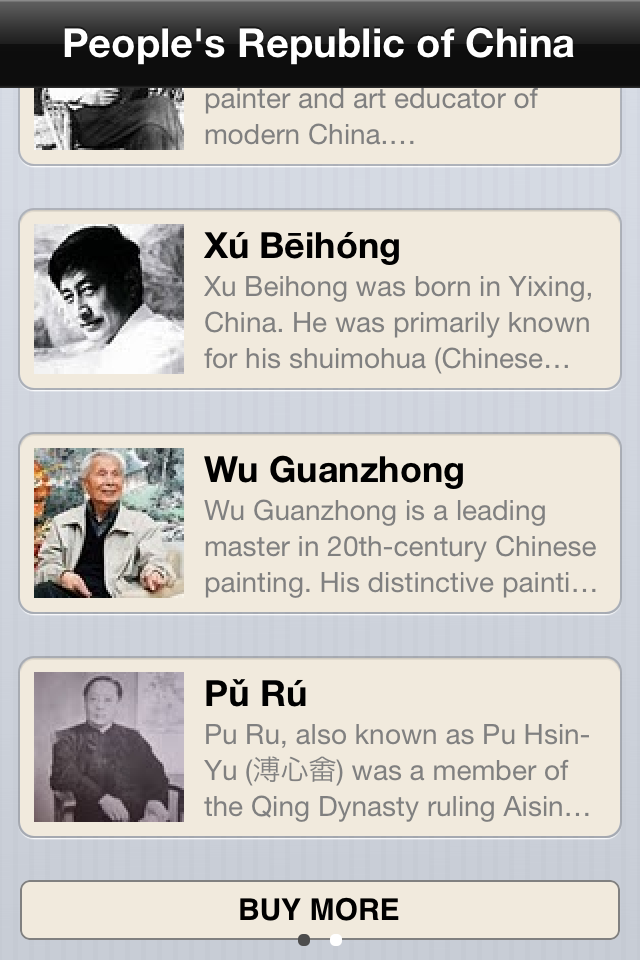 People's Republic of China
painter and art educator of
modern China....
Xú Bēihóng
Xu Beihong was born in Yixing,
China. He was primarily known
for his shuimohua (Chinese...
Wu Guanzhong
Wu Guanzhong is a leading
master in 20th-century Chinese
painting. His distinctive painti...
Pǔ Rú
Pu Ru, also known as Pu Hsin-
Yu (溥心畬) was a member of
the Qing Dynasty ruling Aisin...
BUY MORE